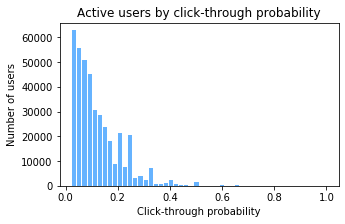 Active users by click-through probability
Number of users
60000
50000
40000
30000
20000
10000
0
0.0 0.2 0.4 0.6 0.8 1.0
Click-through probability